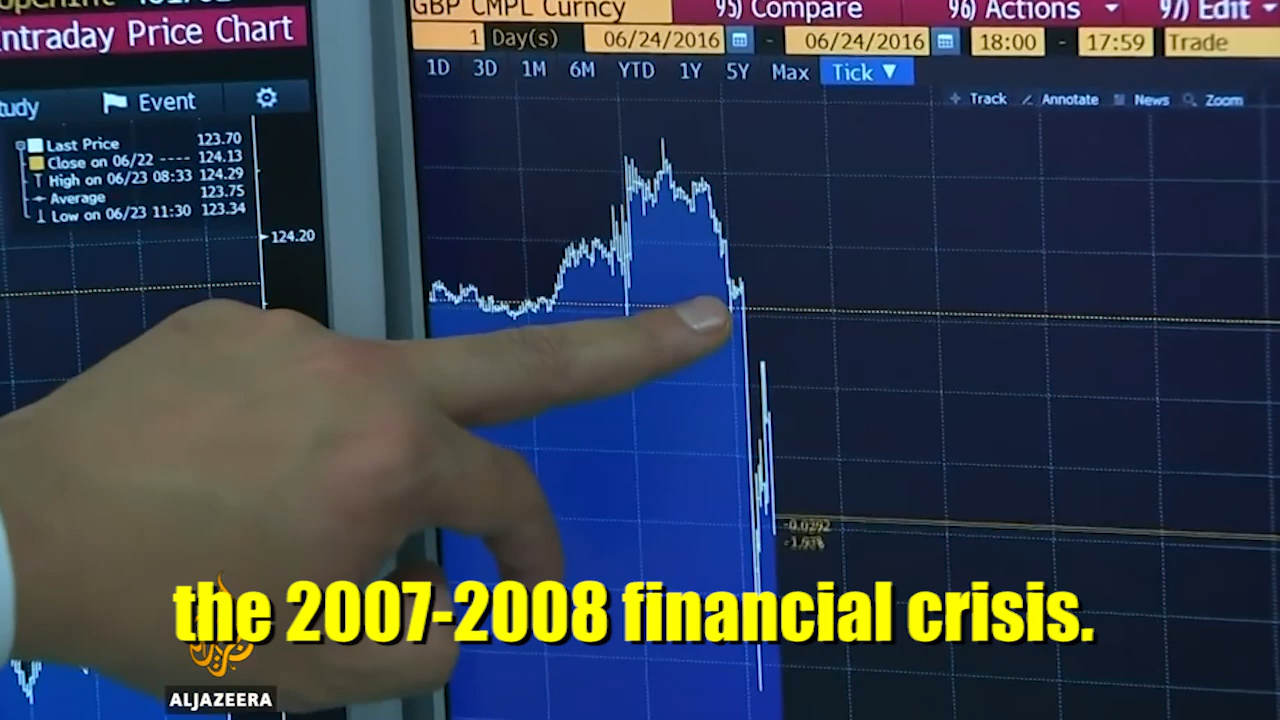 GBP CMPL Curncy
95) Compare
96) Actions
97) Edit
Intraday Price Chart
1 Day(s)
06/24/2016 - 06/24/2016
18:00 - 17:59
Trade
1D 3D 1M 6M YTD 1Y 5Y Max Tick ▼
Event
Track Annotate News Zoom
Last Price 123.70
Close on 06/22 ---- 124.13
High on 06/23 08:33 124.29
Average 123.75
Low on 06/23 11:30 123.34
124.20
-0.0292
the 2007-2008 financial crisis.
ALJAZEERA